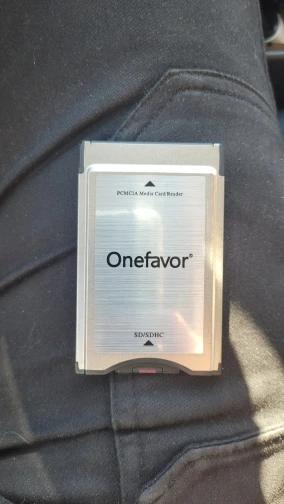 PCMCIA Media Card Reader
Onefavor®
SD/SDHC